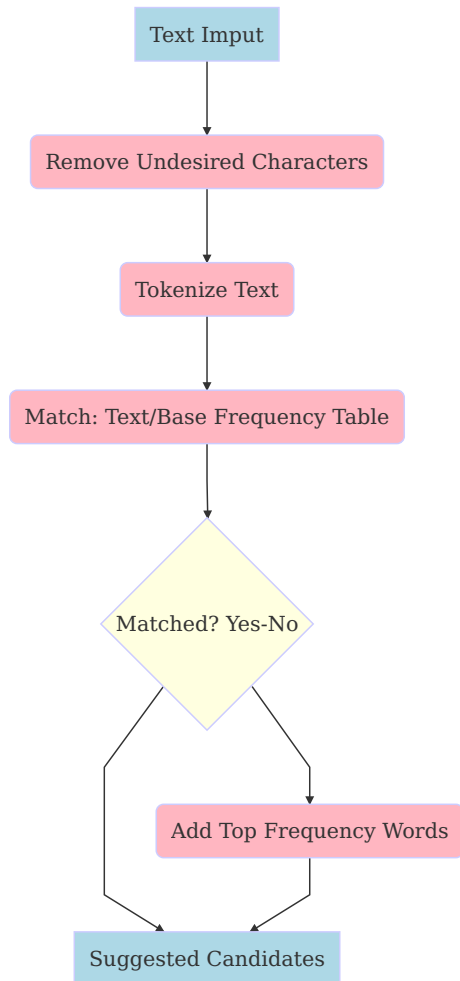 Text Imput
Remove Undesired Characters
Tokenize Text
Match: Text/Base Frequency Table
Matched? Yes-No
Add Top Frequency Words
Suggested Candidates